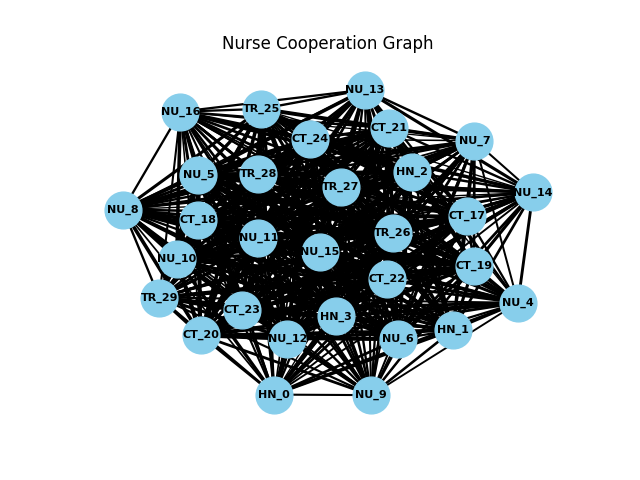 Nurse Cooperation Graph
NU_13
TR_25
NU_16
CT_21
CT_24
NU_7
HN_2
TR_28
NU_5
TR_27
NU_14
NU_8
CT_17
CT_18
TR_26
NU_11
NU_15
NU_10
CT_19
CT_22
TR_29
NU_4
CT_23
HN_3
HN_1
CT_20
NU_12
NU_6
HN_0
NU_9